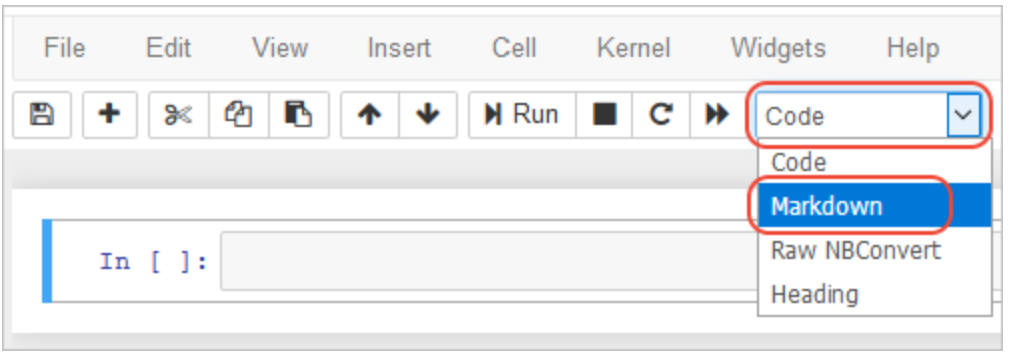 File Edit View Insert Cell Kernel Widgets Help
Run Code
Code
Markdown
In [ ]:
Raw NBConvert
Heading